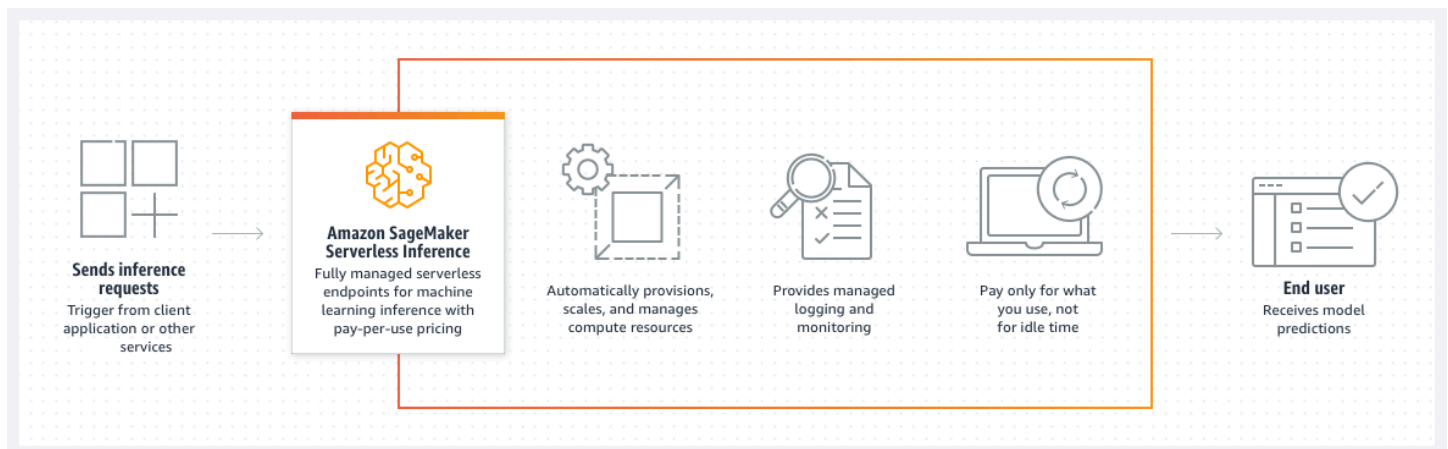 Sends inference
requests
Trigger from client
application or other
services
Amazon SageMaker
Serverless Inference
Fully managed serverless
endpoints for machine
learning inference with
pay-per-use pricing
Automatically provisions,
scales, and manages
compute resources
Provides managed
logging and
monitoring
Pay only for what
you use, not
for idle time
End user
Receives model
predictions